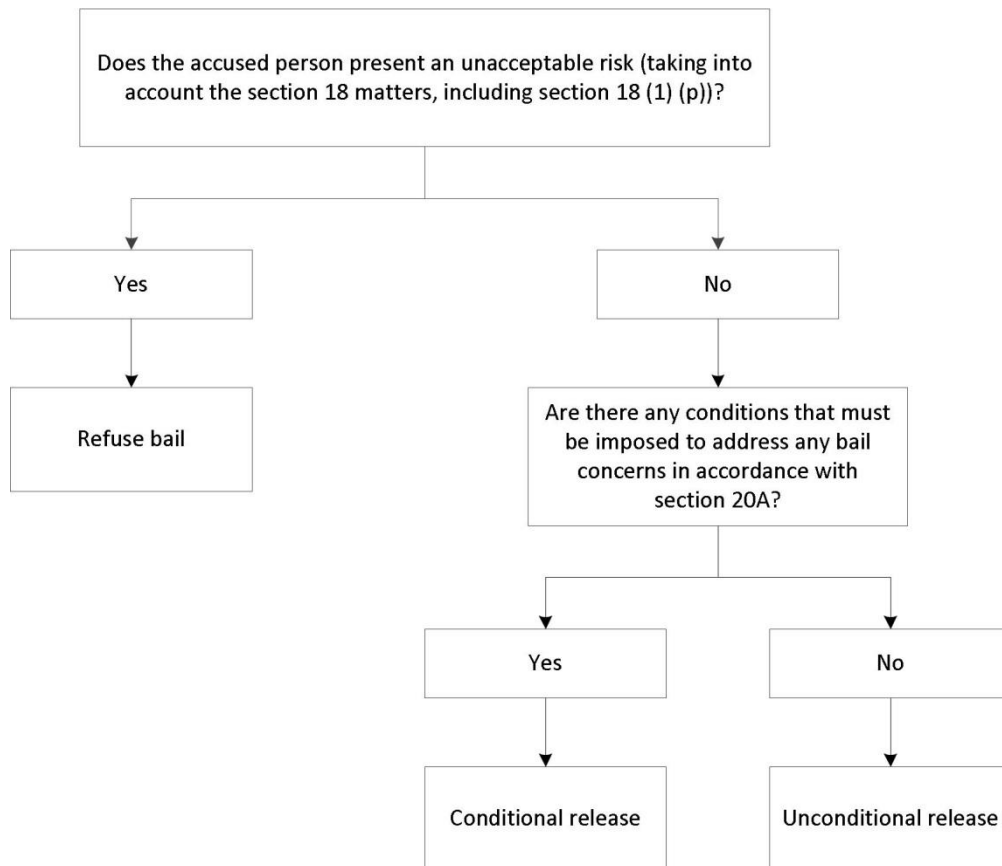 Does the accused person present an unacceptable risk (taking into
account the section 18 matters, including section 18 (1) (p))?
Yes
No
Refuse bail
Are there any conditions that must
be imposed to address any bail
concerns in accordance with
section 20A?
Yes
No
Conditional release
Unconditional release